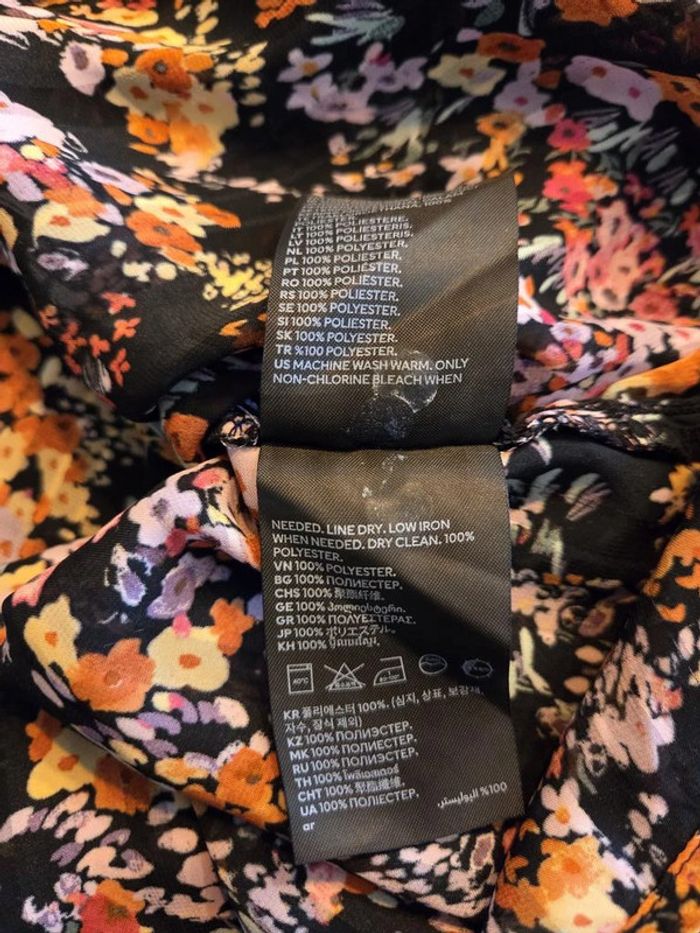 IT 100% POLIESTERE.
LT 100% POLIESTERIS.
LV 100% POLIESTERIS.
NL 100% POLYESTER.
PL 100% POLIESTER.
PT 100% POLIÉSTER.
RO 100% POLIESTER.
RS 100% POLIESTER.
SE 100% POLYESTER.
SI 100% POLIESTER.
SK 100% POLYESTER.
TR %100 POLYESTER.
US MACHINE WASH WARM. ONLY
NON-CHLORINE BLEACH WHEN
NEEDED. LINE DRY. LOW IRON
WHEN NEEDED. DRY CLEAN. 100%
POLYESTER.
VN 100% POLYESTER.
BG 100% ПОЛИЕСТЕР.
CHS 100% 聚酯纤维.
GE 100% პოლიესტერი.
GR 100% ΠΟΛΥΕΣΤΕΡΑΣ.
JP 100% ポリエステル.
KH 100%
40°C
KR 폴리에스터 100%. (심지, 상표, 보강재,
자수, 장식 제외)
KZ 100% ПОЛИЭСТЕР.
MK 100% ПОЛИЕСТЕР.
RU 100% ПОЛИЭСТЕР.
TH 100% โพลีเอสเตอร์
CHT 100% 聚酯纖維.
UA 100% ПОЛІЕСТЕР.
100% البوليستر.
ar